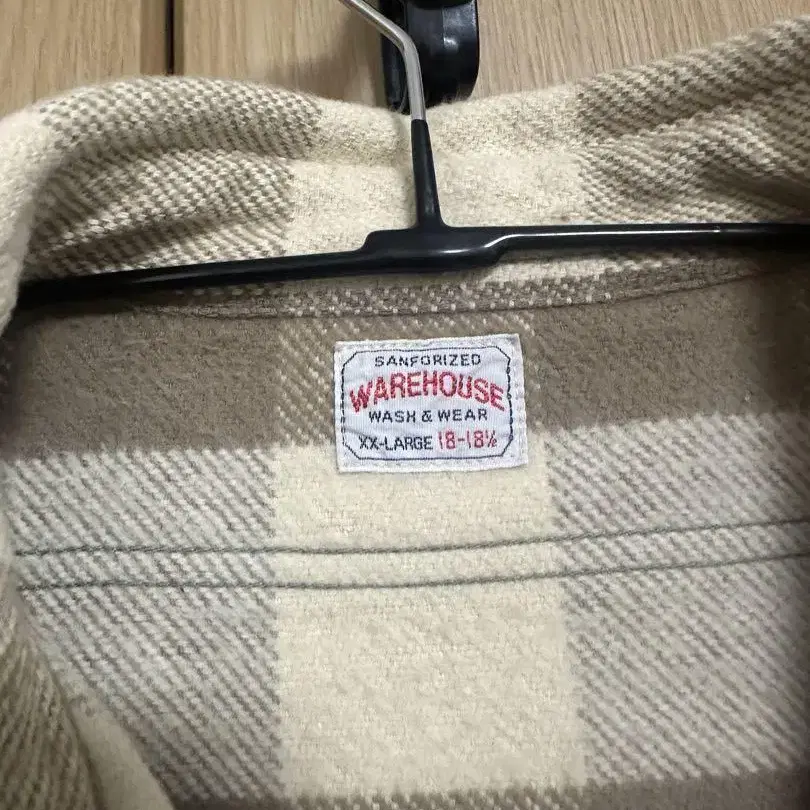 SANFORIZED
WAREHOUSE
WASH & WEAR
XX-LARGE 18-18½